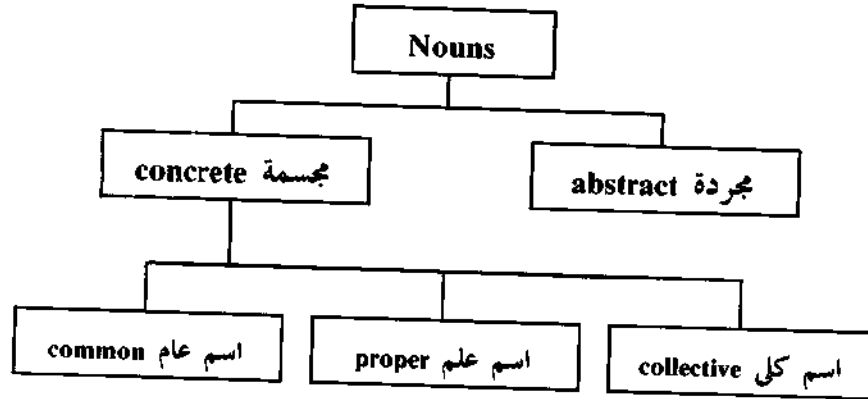 Nouns
concrete مجسمة
abstract مجردة
common اسم عام
proper اسم علم
collective اسم كلى